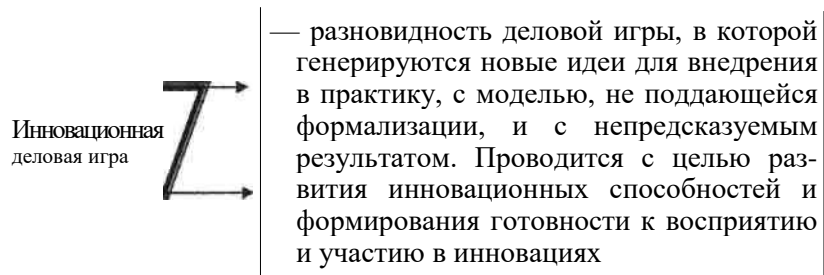 Инновационная
деловая игра
— разновидность деловой игры, в которой
генерируются новые идеи для внедрения
в практику, с моделью, не поддающейся
формализации, и с непредсказуемым
результатом. Проводится с целью раз-
вития инновационных способностей и
формирования готовности к восприятию
и участию в инновациях